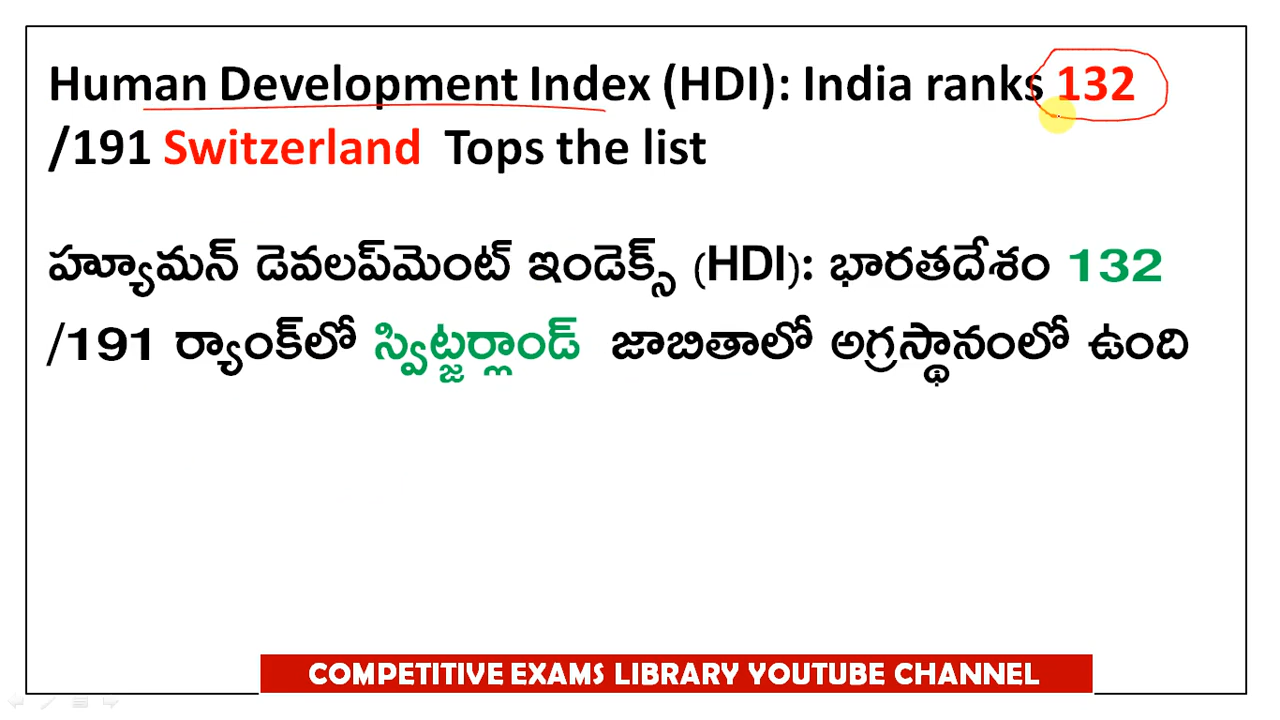 Human Development Index (HDI): India ranks 132
/191 Switzerland Tops the list
హ్యూమన్ డెవలప్‌మెంట్ ఇండెక్స్ (HDI): భారతదేశం 132
/191 ర్యాంక్‌లో స్విట్జర్లాండ్ జాబితాలో అగ్రస్థానంలో ఉంది
COMPETITIVE EXAMS LIBRARY YOUTUBE CHANNEL